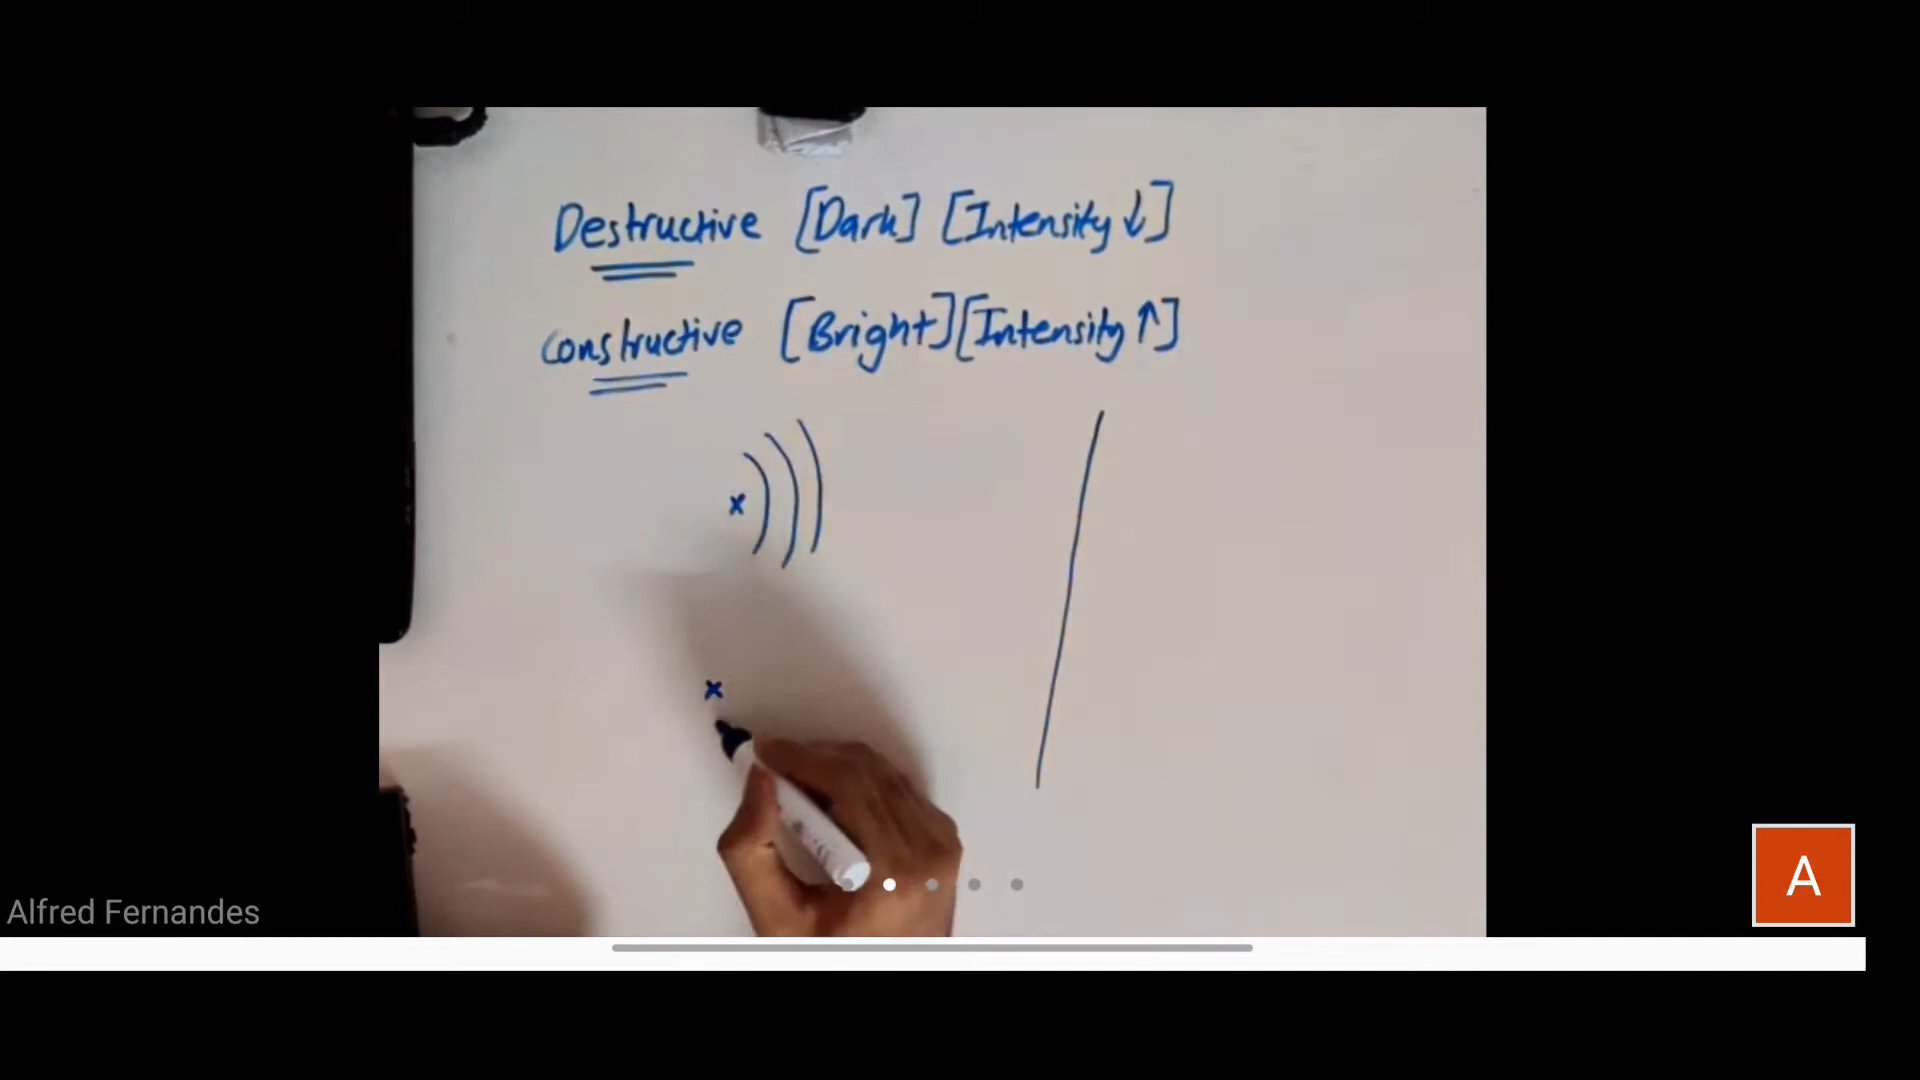 Destructive [Dark] [Intensity ↓]
Constructive [Bright] [Intensity ↑]
x
x
A
Alfred Fernandes